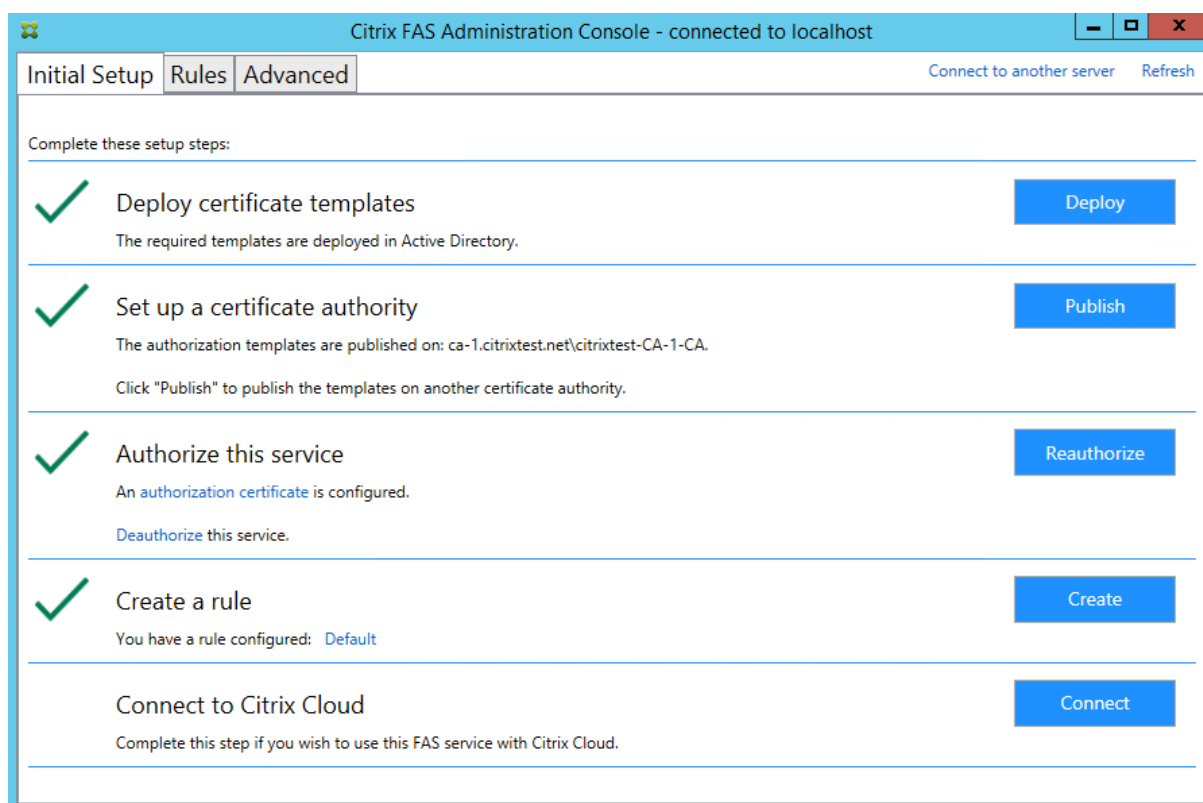 Citrix FAS Administration Console - connected to localhost
Initial Setup Rules Advanced Connect to another server Refresh
Complete these setup steps:
Deploy certificate templates
Deploy
The required templates are deployed in Active Directory.
Set up a certificate authority
Publish
The authorization templates are published on: ca-1.citrixtest.net\citrixtest-CA-1-CA.
Click "Publish" to publish the templates on another certificate authority.
Authorize this service
Reauthorize
An authorization certificate is configured.
Deauthorize this service.
Create a rule
Create
You have a rule configured: Default
Connect to Citrix Cloud
Connect
Complete this step if you wish to use this FAS service with Citrix Cloud.